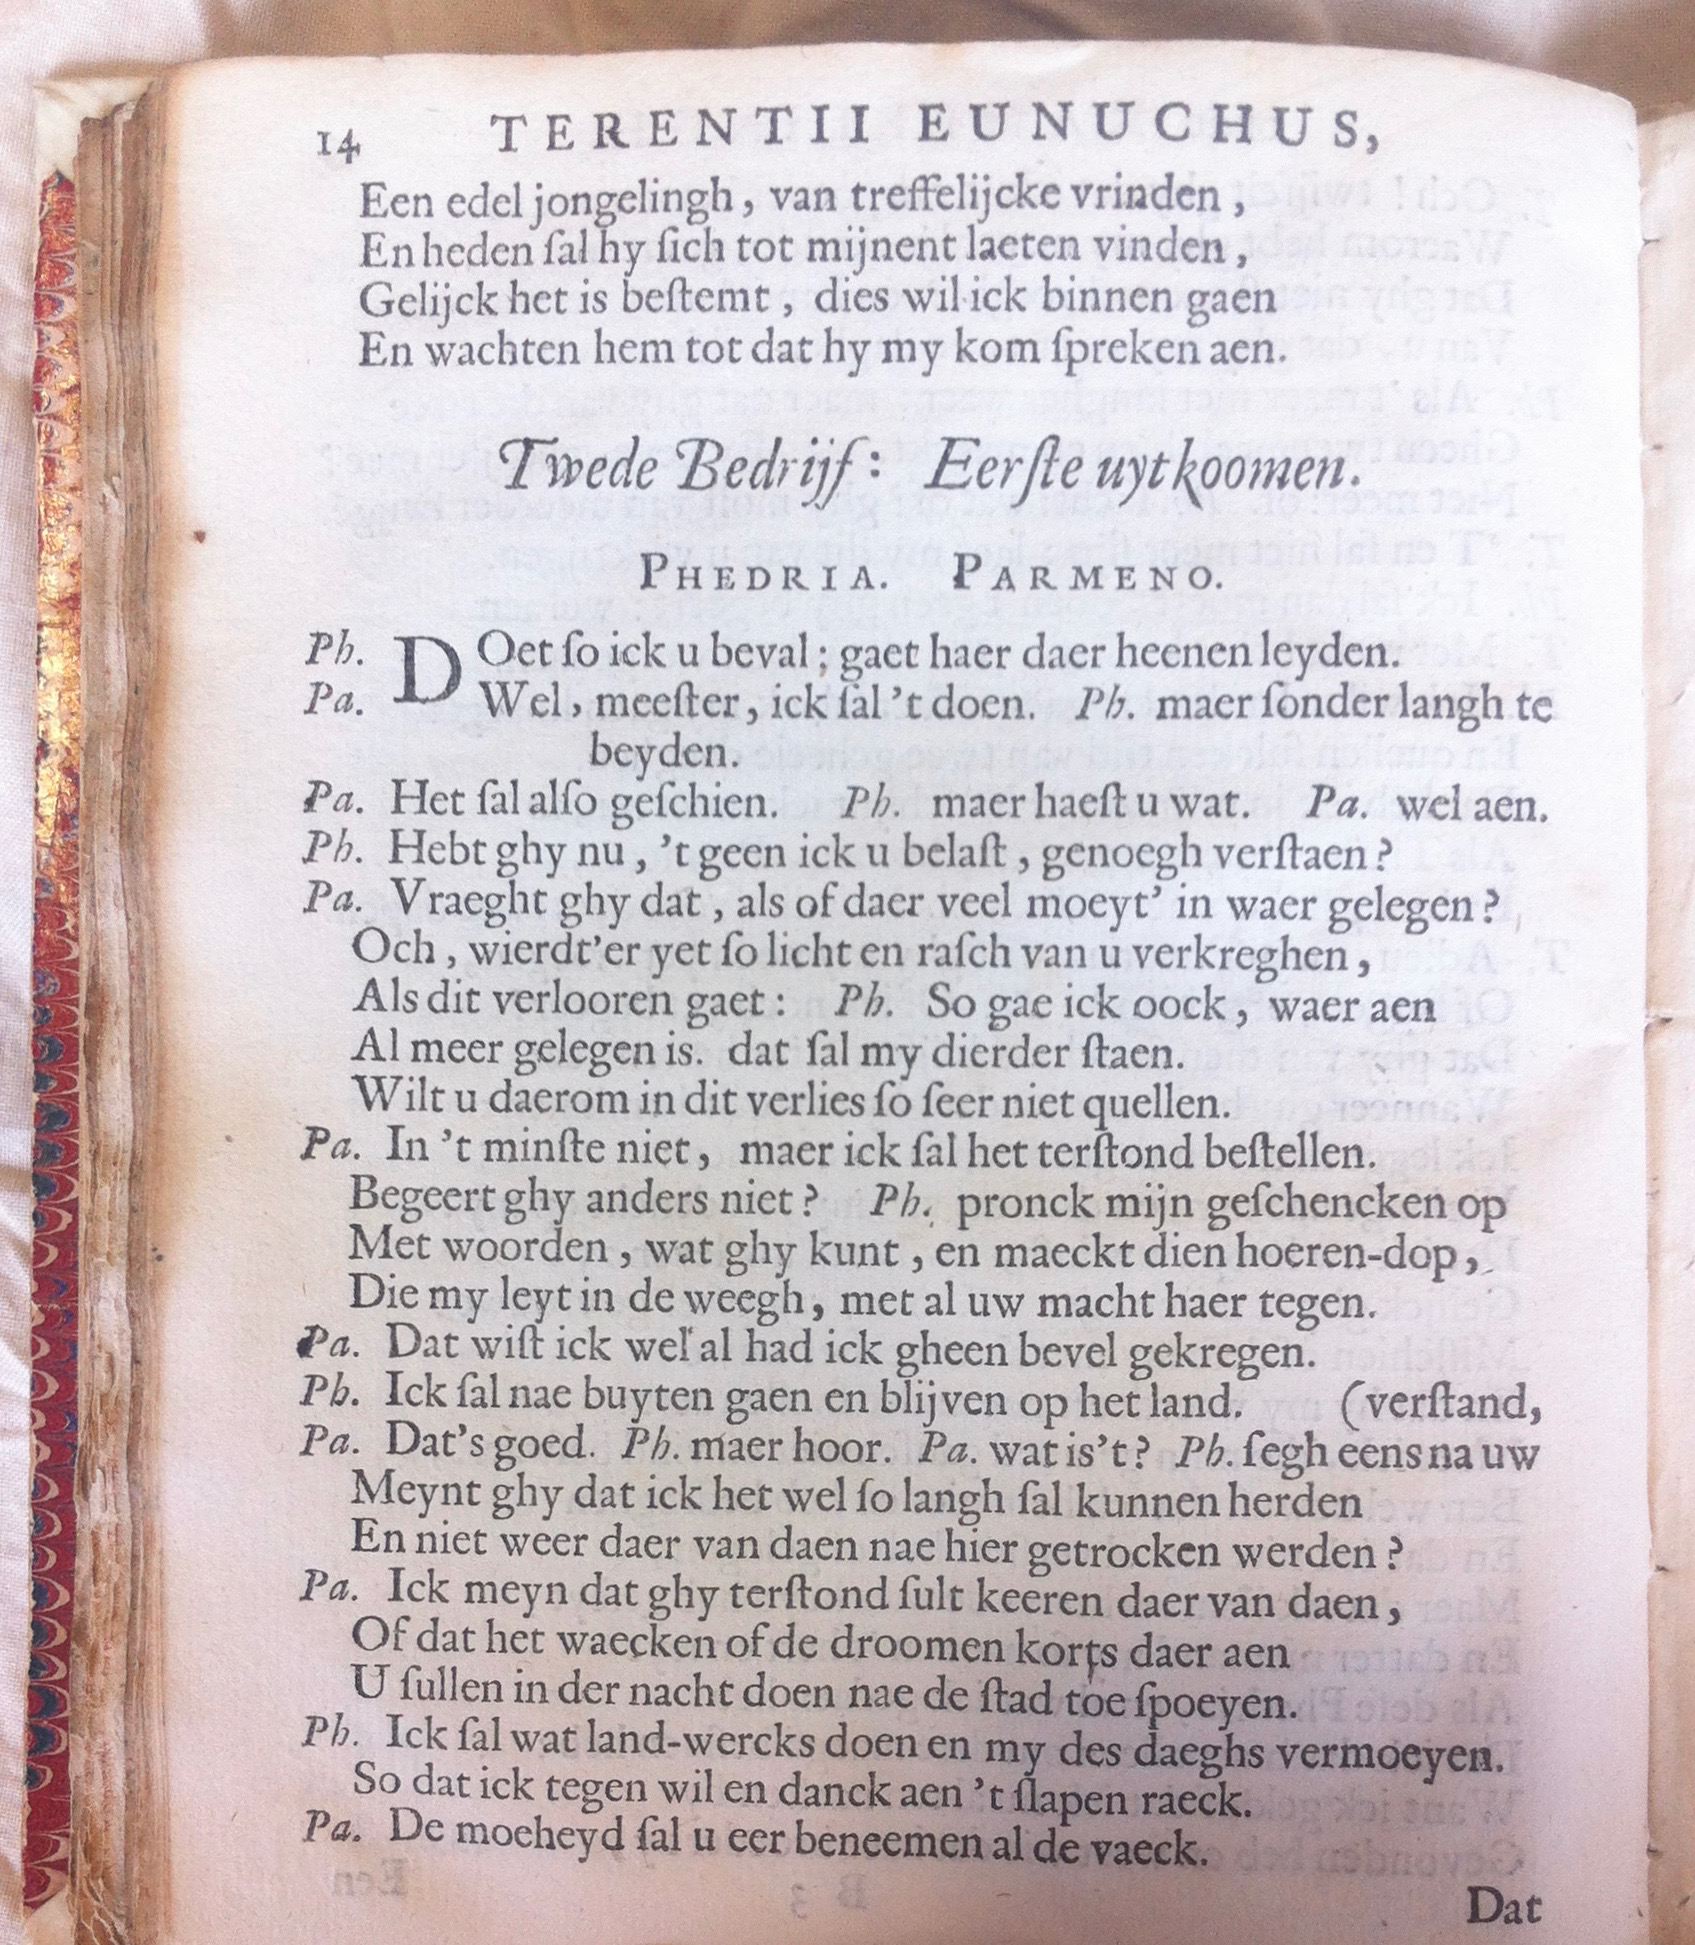 14 TERENTII EUNUCHUS,
Een edel jongelingh, van treffelijcke vrinden,
En heden ſal hy ſich tot mijnent laeten vinden,
Gelijck het is beſtemt, dies wil ick binnen gaen
En wachten hem tot dat hy my kom ſpreken aen.
Twede Bedrijf: Eerſte uytkoomen.
PHEDRIA. PARMENO.
Ph. DOet ſo ick u beval; gaet haer daer heenen leyden.
Pa. Wel, meeſter, ick ſal 't doen. Ph. maer ſonder langh te
beyden.
Pa. Het ſal alſo geſchien. Ph. maer haeſt u wat. Pa. wel aen.
Ph. Hebt ghy nu, 't geen ick u belaſt, genoegh verſtaen?
Pa. Vraeght ghy dat, als of daer veel moeyt' in waer gelegen?
Och, wierdt'er yet ſo licht en raſch van u verkreghen,
Als dit verlooren gaet: Ph. So gae ick oock, waer aen
Al meer gelegen is. dat ſal my dierder ſtaen.
Wilt u daerom in dit verlies ſo ſeer niet quellen.
Pa. In 't minſte niet, maer ick ſal het terſtond beſtellen.
Begeert ghy anders niet? Ph. pronck mijn geſchencken op
Met woorden, wat ghy kunt, en maeckt dien hoeren-dop,
Die my leyt in de weegh, met al uw macht haer tegen.
Pa. Dat wiſt ick wel al had ick gheen bevel gekregen.
Ph. Ick ſal nae buyten gaen en blijven op het land. (verſtand,
Pa. Dat's goed. Ph. maer hoor. Pa. wat is't? Ph. ſegh eens na uw
Meynt ghy dat ick het wel ſo langh ſal kunnen herden
En niet weer daer van daen nae hier getrocken werden?
Pa. Ick meyn dat ghy terſtond ſult keeren daer van daen,
Of dat het waecken of de droomen korts daer aen
U ſullen in der nacht doen nae de ſtad toe ſpoeyen.
Ph. Ick ſal wat land-wercks doen en my des daeghs vermoeyen.
So dat ick tegen wil en danck aen 't ſlapen raeck.
Pa. De moeheyd ſal u eer beneemen al de vaeck.
Dat